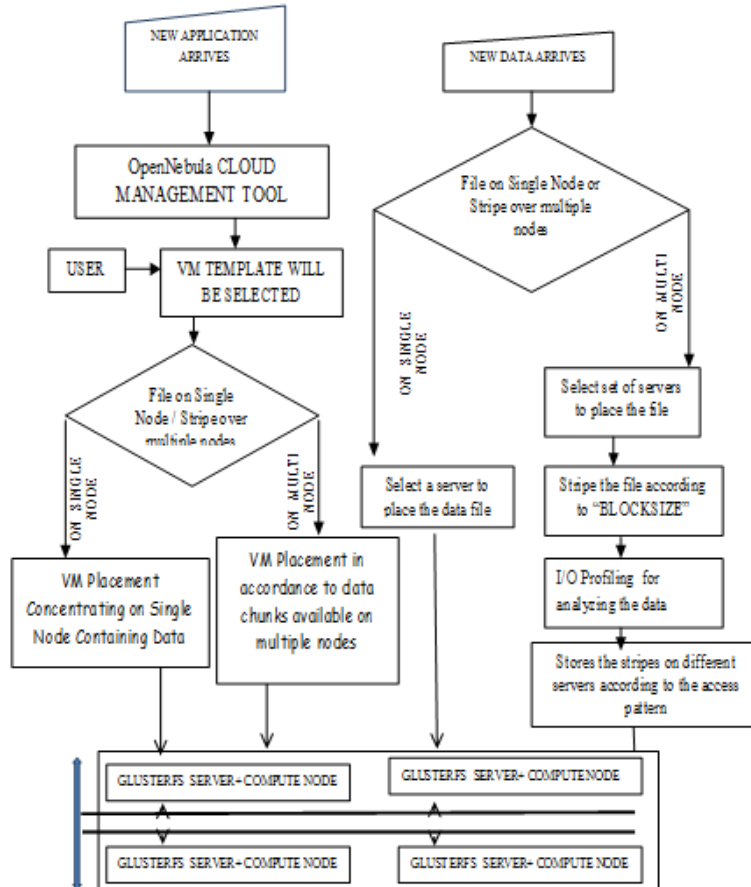 NEW APPLICATION
ARRIVES
OpenNebula CLOUD
MANAGEMENT TOOL
USER
VM TEMPLATE WILL
BE SELECTED
File on Single
Node / Stripe over
multiple nodes
ON SINGLE
NODE
ON MULTI
NODE
VM Placement
Concentrating on Single
Node Containing Data
VM Placement in
accordance to data
chunks available on
multiple nodes
NEW DATA ARRIVES
File on Single Node or
Stripe over multiple
nodes
ON SINGLE
NODE
ON MULTI
NODE
Select a server to
place the data file
Select set of servers
to place the file
Stripe the file according
to “BLOCKSIZE”
I/O Profiling for
analyzing the data
Stores the stripes on different
servers according to the access
pattern
GLUSTERFS SERVER+ COMPUTE NODE
GLUSTERFS SERVER+ COMPUTE NODE
GLUSTERFS SERVER+ COMPUTE NODE
GLUSTERFS SERVER+ COMPUTE NODE